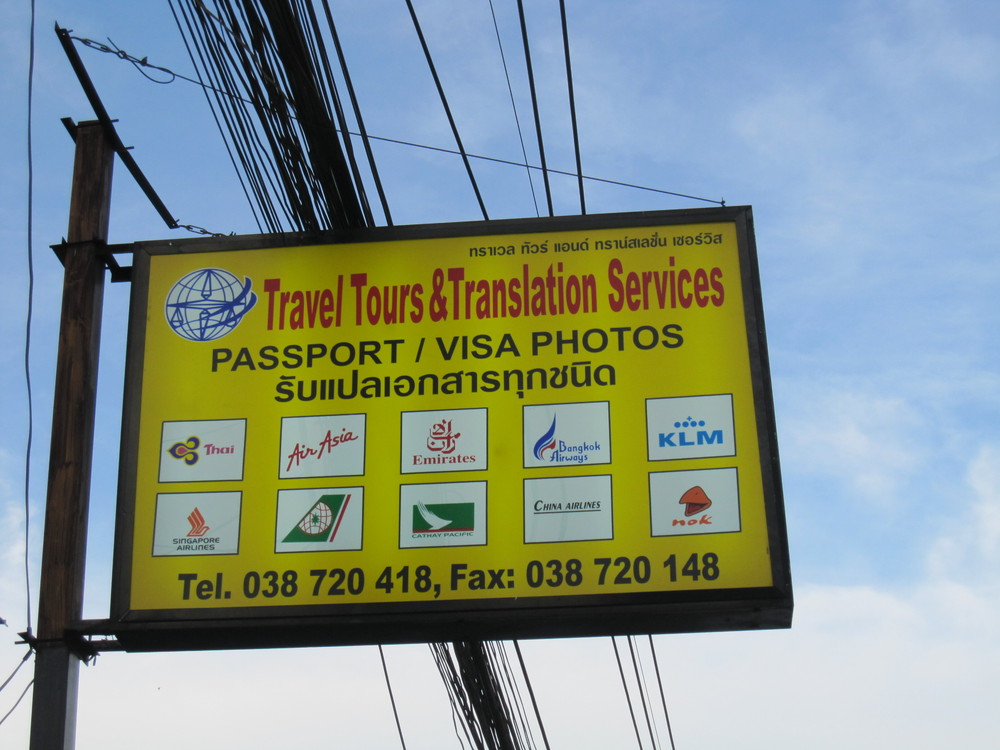 ทราเวล ทัวร์ แอนด์ ทรานส์เลชั่น เซอร์วิส
Travel Tours & Translation Services
PASSPORT / VISA PHOTOS
รับแปลเอกสารทุกชนิด
THAI
Air Asia
Emirates
Bangkok Airways
KLM
SINGAPORE AIRLINES
CATHAY PACIFIC
CHINA AIRLINES
nok
Tel. 038 720 418, Fax: 038 720 148